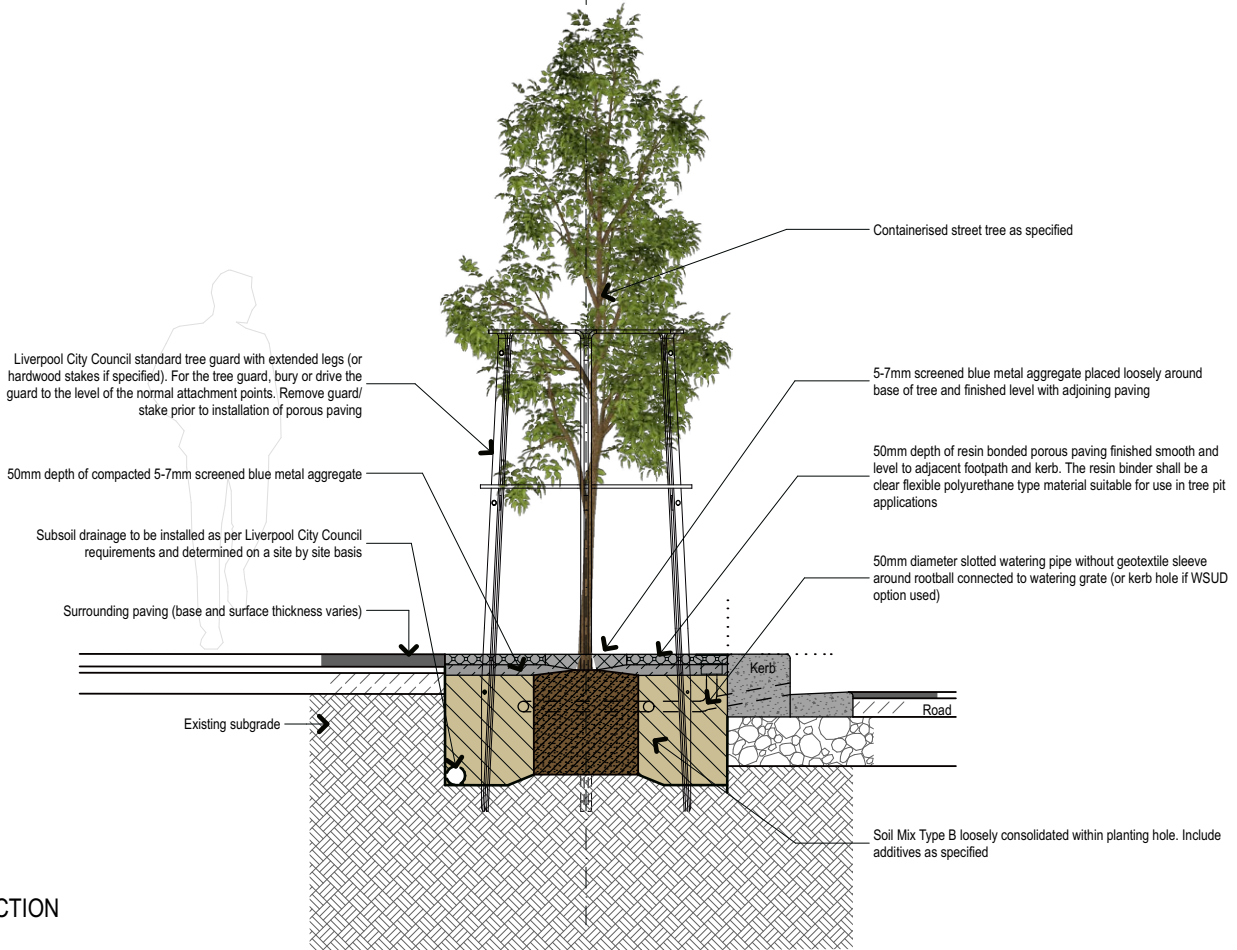 Containerised street tree as specified
Liverpool City Council standard tree guard with extended legs (or
hardwood stakes if specified). For the tree guard, bury or drive the
guard to the level of the normal attachment points. Remove guard/
stake prior to installation of porous paving
50mm depth of compacted 5-7mm screened blue metal aggregate
Subsoil drainage to be installed as per Liverpool City Council
requirements and determined on a site by site basis
Surrounding paving (base and surface thickness varies)
Existing subgrade
5-7mm screened blue metal aggregate placed loosely around
base of tree and finished level with adjoining paving
50mm depth of resin bonded porous paving finished smooth and
level to adjacent footpath and kerb. The resin binder shall be a
clear flexible polyurethane type material suitable for use in tree pit
applications
50mm diameter slotted watering pipe without geotextile sleeve
around rootball connected to watering grate (or kerb hole if WSUD
option used)
Kerb
Road
Soil Mix Type B loosely consolidated within planting hole. Include
additives as specified
CTION